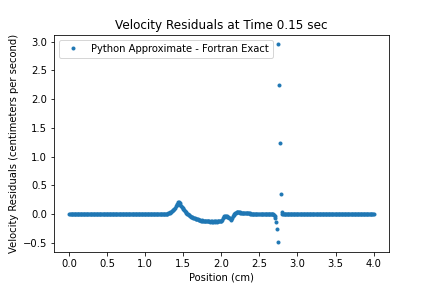 Velocity Residuals at Time 0.15 sec
Python Approximate - Fortran Exact
Velocity Residuals (centimeters per second)
3.0
2.5
2.0
1.5
1.0
0.5
0.0
−0.5
0.0 0.5 1.0 1.5 2.0 2.5 3.0 3.5 4.0
Position (cm)